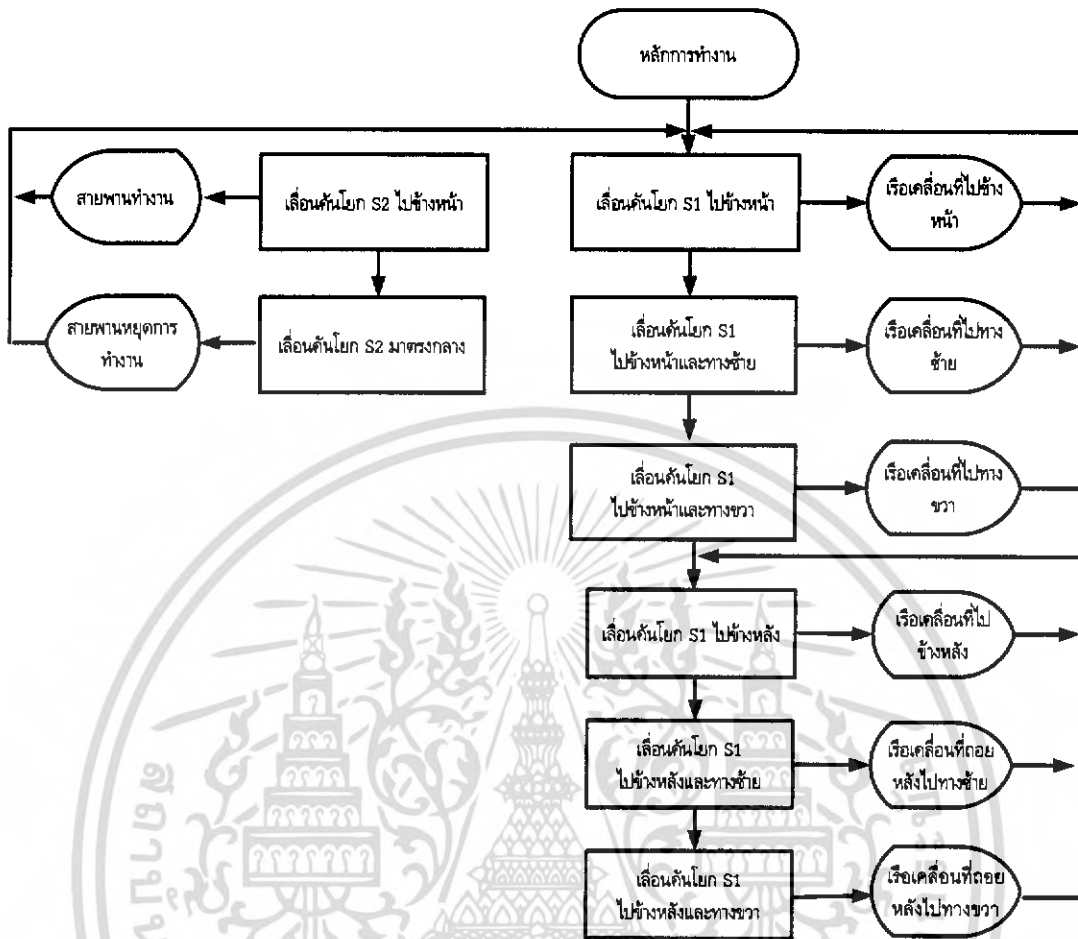 หลักการทำงาน
สายพานทำงาน
เลื่อนคันโยก S2 ไปข้างหน้า
เลื่อนคันโยก S1 ไปข้างหน้า
เรือเคลื่อนที่ไปข้าง
หน้า
สายพานหยุดการ
ทำงาน
เลื่อนคันโยก S2 มาตรงกลาง
เลื่อนคันโยก S1
ไปข้างหน้าและทางซ้าย
เรือเคลื่อนที่ไปทาง
ซ้าย
เลื่อนคันโยก S1
ไปข้างหน้าและทางขวา
เรือเคลื่อนที่ไปทาง
ขวา
เลื่อนคันโยก S1 ไปข้างหลัง
เรือเคลื่อนที่ไป
ข้างหลัง
เลื่อนคันโยก S1
ไปข้างหลังและทางซ้าย
เรือเคลื่อนที่ถอย
หลังไปทางซ้าย
เลื่อนคันโยก S1
ไปข้างหลังและทางขวา
เรือเคลื่อนที่ถอย
หลังไปทางขวา